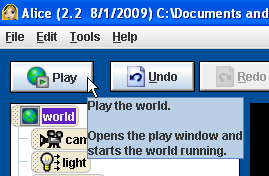 Alice (2.2 8/1/2009) C:\Documents and
File Edit Tools Help
Play Undo Redo
world
Play the world.
cam
Opens the play window and
light
starts the world running.